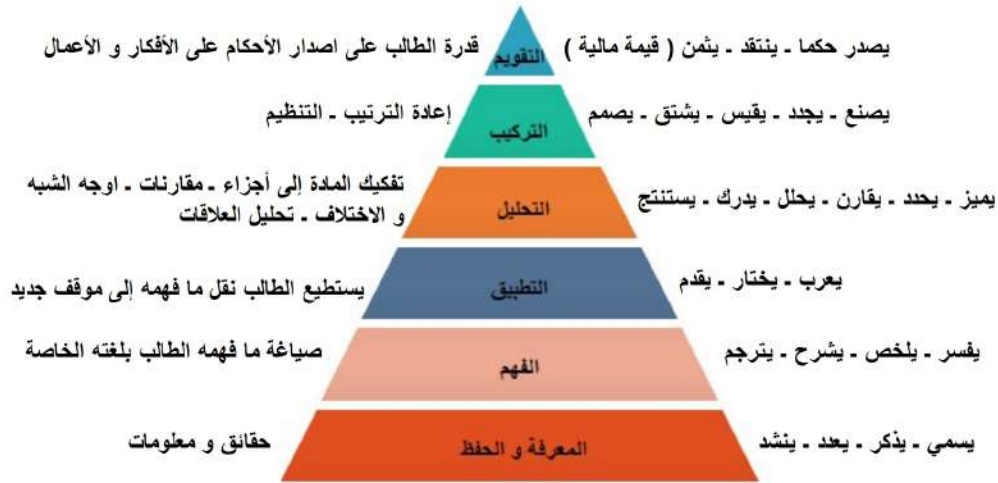 يصدر حكما - ينتقد - يثمن ( قيمة مالية )
التقويم
قدرة الطالب على اصدار الأحكام على الأفكار و الأعمال
يصنع - يجدد - يقيس - يشتق - يصمم
التركيب
إعادة الترتيب - التنظيم
يميز - يحدد - يقارن - يحلل - يدرك - يستنتج
التحليل
تفكيك المادة إلى أجزاء - مقارنات - اوجه الشبه
و الاختلاف - تحليل العلاقات
يعرب - يختار - يقدم
التطبيق
يستطيع الطالب نقل ما فهمه إلى موقف جديد
يفسر - يلخص - يشرح - يترجم
الفهم
صياغة ما فهمه الطالب بلغته الخاصة
يسمي - يذكر - يعدد - ينشد
المعرفة و الحفظ
حقائق و معلومات